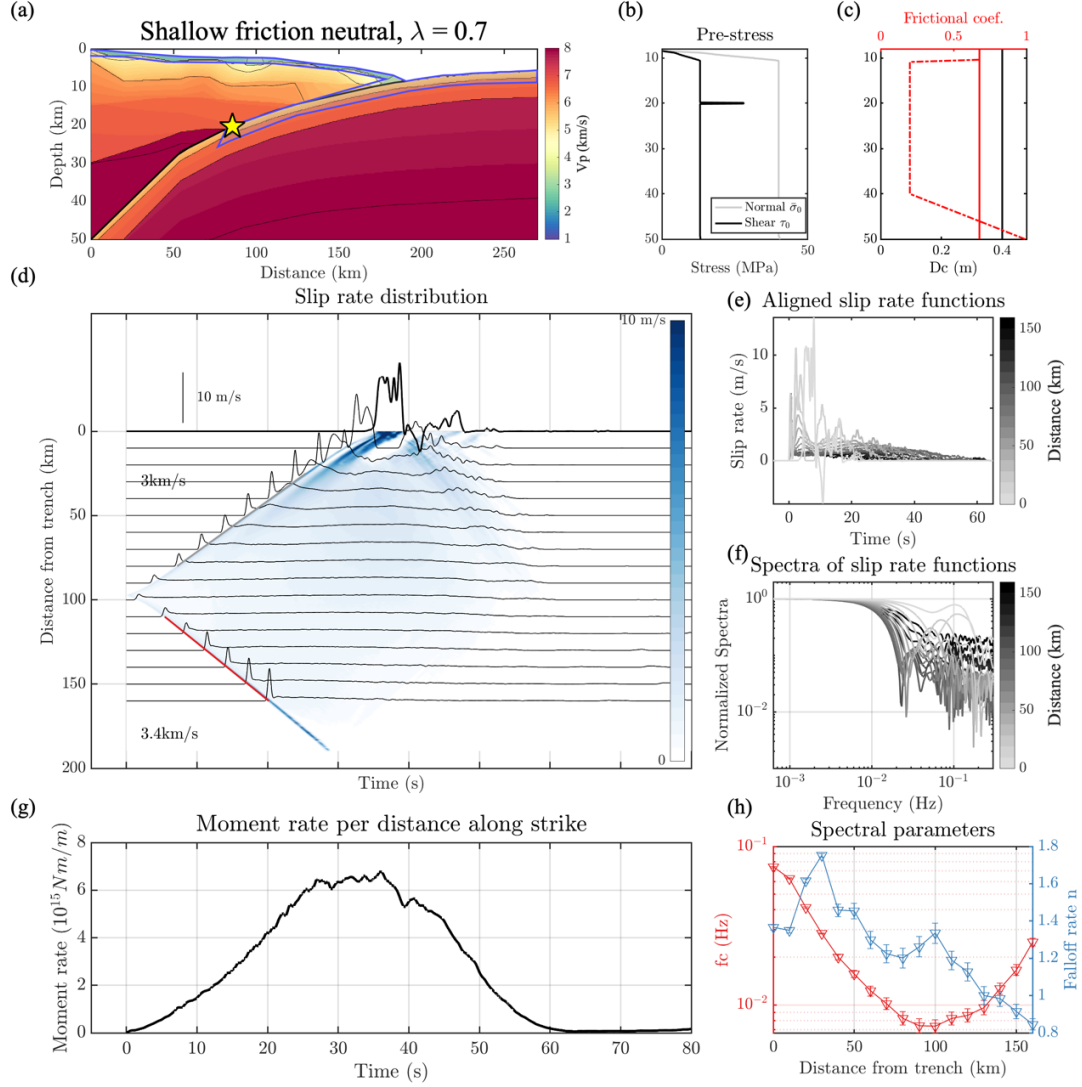 (a)
Shallow friction neutral, λ = 0.7
0
10
20
30
40
50
Depth (km)
0
50
100
150
200
250
Distance (km)
8
7
6
5
4
3
2
1
Vp (km/s)
(b)
Pre-stress
10
20
30
40
50
Normal σ̄₀
Shear τ₀
0
50
Stress (MPa)
(c)
Frictional coef.
0
0.5
1
10
20
30
40
50
0
0.2
0.4
Dc (m)
(d)
Slip rate distribution
10 m/s
10 m/s
0
50
100
150
200
Distance from trench (km)
3km/s
3.4km/s
0
Time (s)
(e)
Aligned slip rate functions
10
5
0
Slip rate (m/s)
0
20
40
60
Time (s)
150
100
50
0
Distance (km)
(f)
Spectra of slip rate functions
10⁰
10⁻²
Normalized Spectra
10⁻³
10⁻²
10⁻¹
Frequency (Hz)
150
100
50
0
Distance (km)
(g)
Moment rate per distance along strike
8
6
4
2
0
Moment rate (10¹⁵Nm/m)
0
10
20
30
40
50
60
70
80
Time (s)
(h)
Spectral parameters
10⁻¹
10⁻²
fc (Hz)
1.8
1.6
1.4
1.2
1
0.8
Falloff rate n
0
50
100
150
Distance from trench (km)